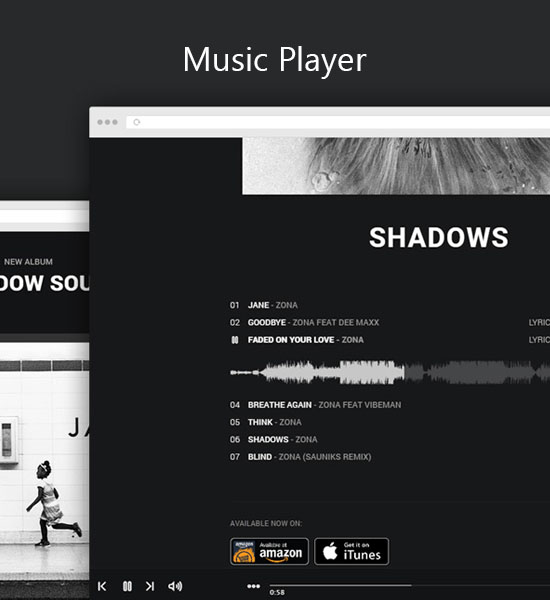 Music Player
NEW ALBUM
DOW SOU
SHADOWS
01 JANE - ZONA
02 GOODBYE - ZONA FEAT DEE MAXX LYRIC
FADED ON YOUR LOVE - ZONA LYRIC
04 BREATHE AGAIN - ZONA FEAT VIBEMAN
05 THINK - ZONA
06 SHADOWS - ZONA
07 BLIND - ZONA (SAUNIKS REMIX)
JA
AVAILABLE NOW ON:
Available at
amazon
Get it on
iTunes
0:58